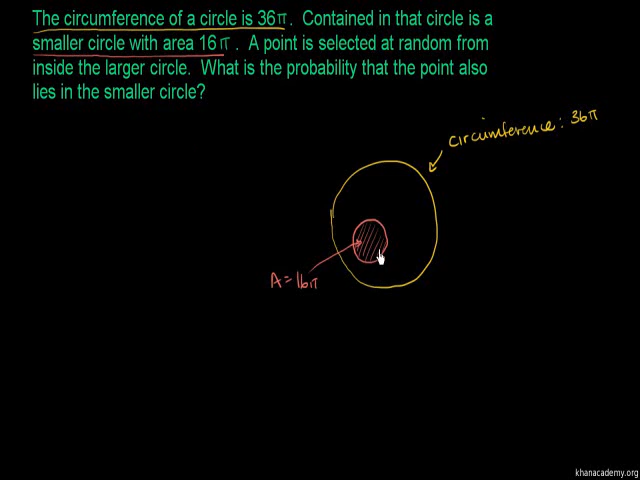 The circumference of a circle is 36π. Contained in that circle is a
smaller circle with area 16π. A point is selected at random from
inside the larger circle. What is the probability that the point also
lies in the smaller circle?
circumference: 36π
A=16π
khanacademy.org